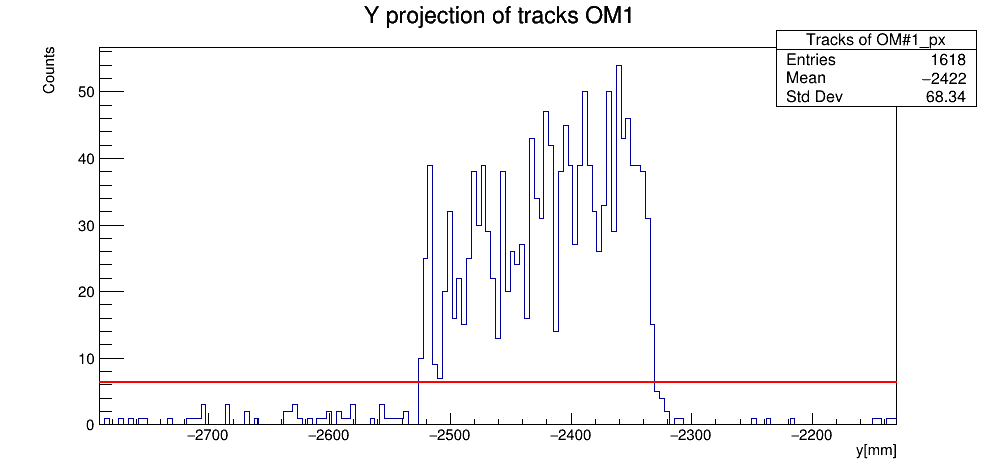 Y projection of tracks OM1
Tracks of OM#1_px
Entries 1618
Mean −2422
Std Dev 68.34
Counts
50
40
30
20
10
0
−2700 −2600 −2500 −2400 −2300 −2200
y[mm]